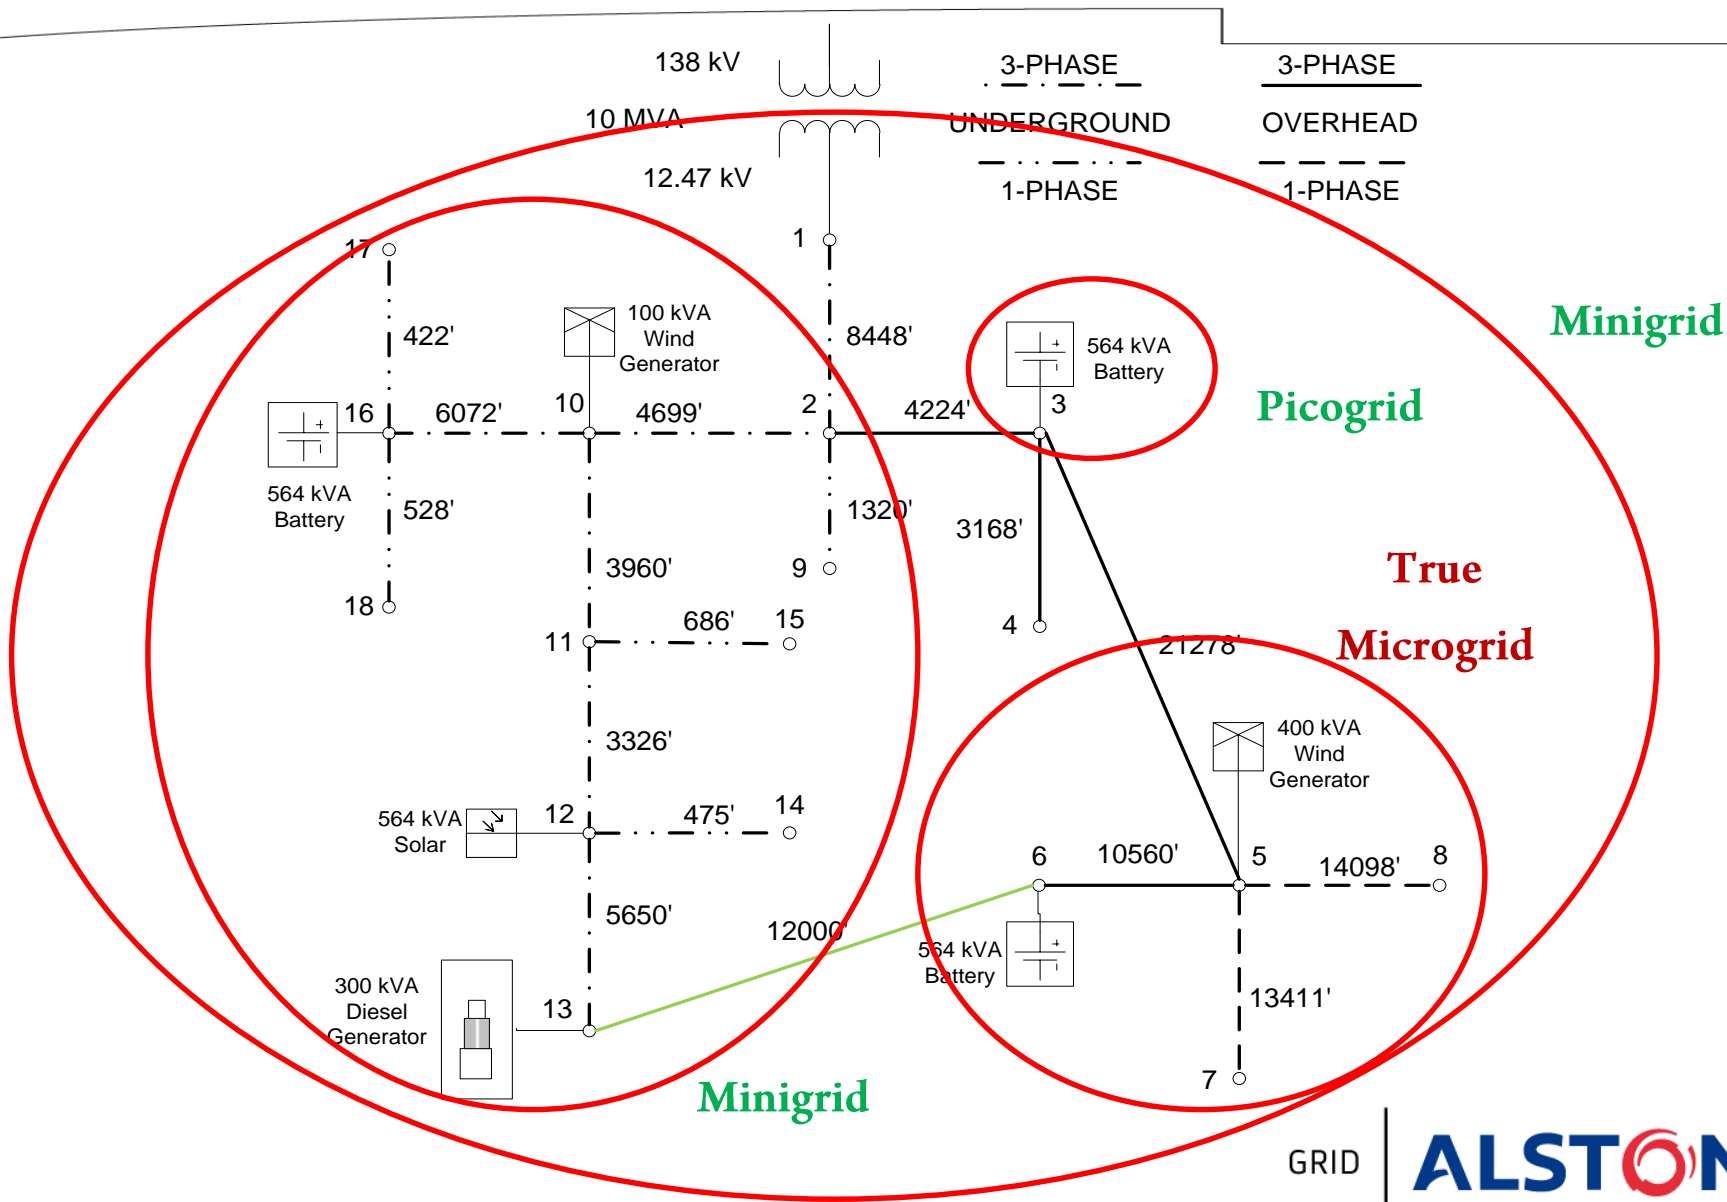 138 kV
10 MVA
12.47 kV
3-PHASE
UNDERGROUND
1-PHASE
3-PHASE
OVERHEAD
1-PHASE
17
1
422'
100 kVA
Wind
Generator
8448'
564 kVA
Battery
Minigrid
Picogrid
16
6072'
10
4699'
2
4224'
3
564 kVA
Battery
528'
1320'
3168'
3960'
9
True
Microgrid
18
11
686'
15
4
21278'
3326'
400 kVA
Wind
Generator
564 kVA
Solar
12
475'
14
6
10560'
5
14098'
8
5650'
12000'
564 kVA
Battery
300 kVA
Diesel
Generator
13
13411'
7
Minigrid
GRID
ALSTOM